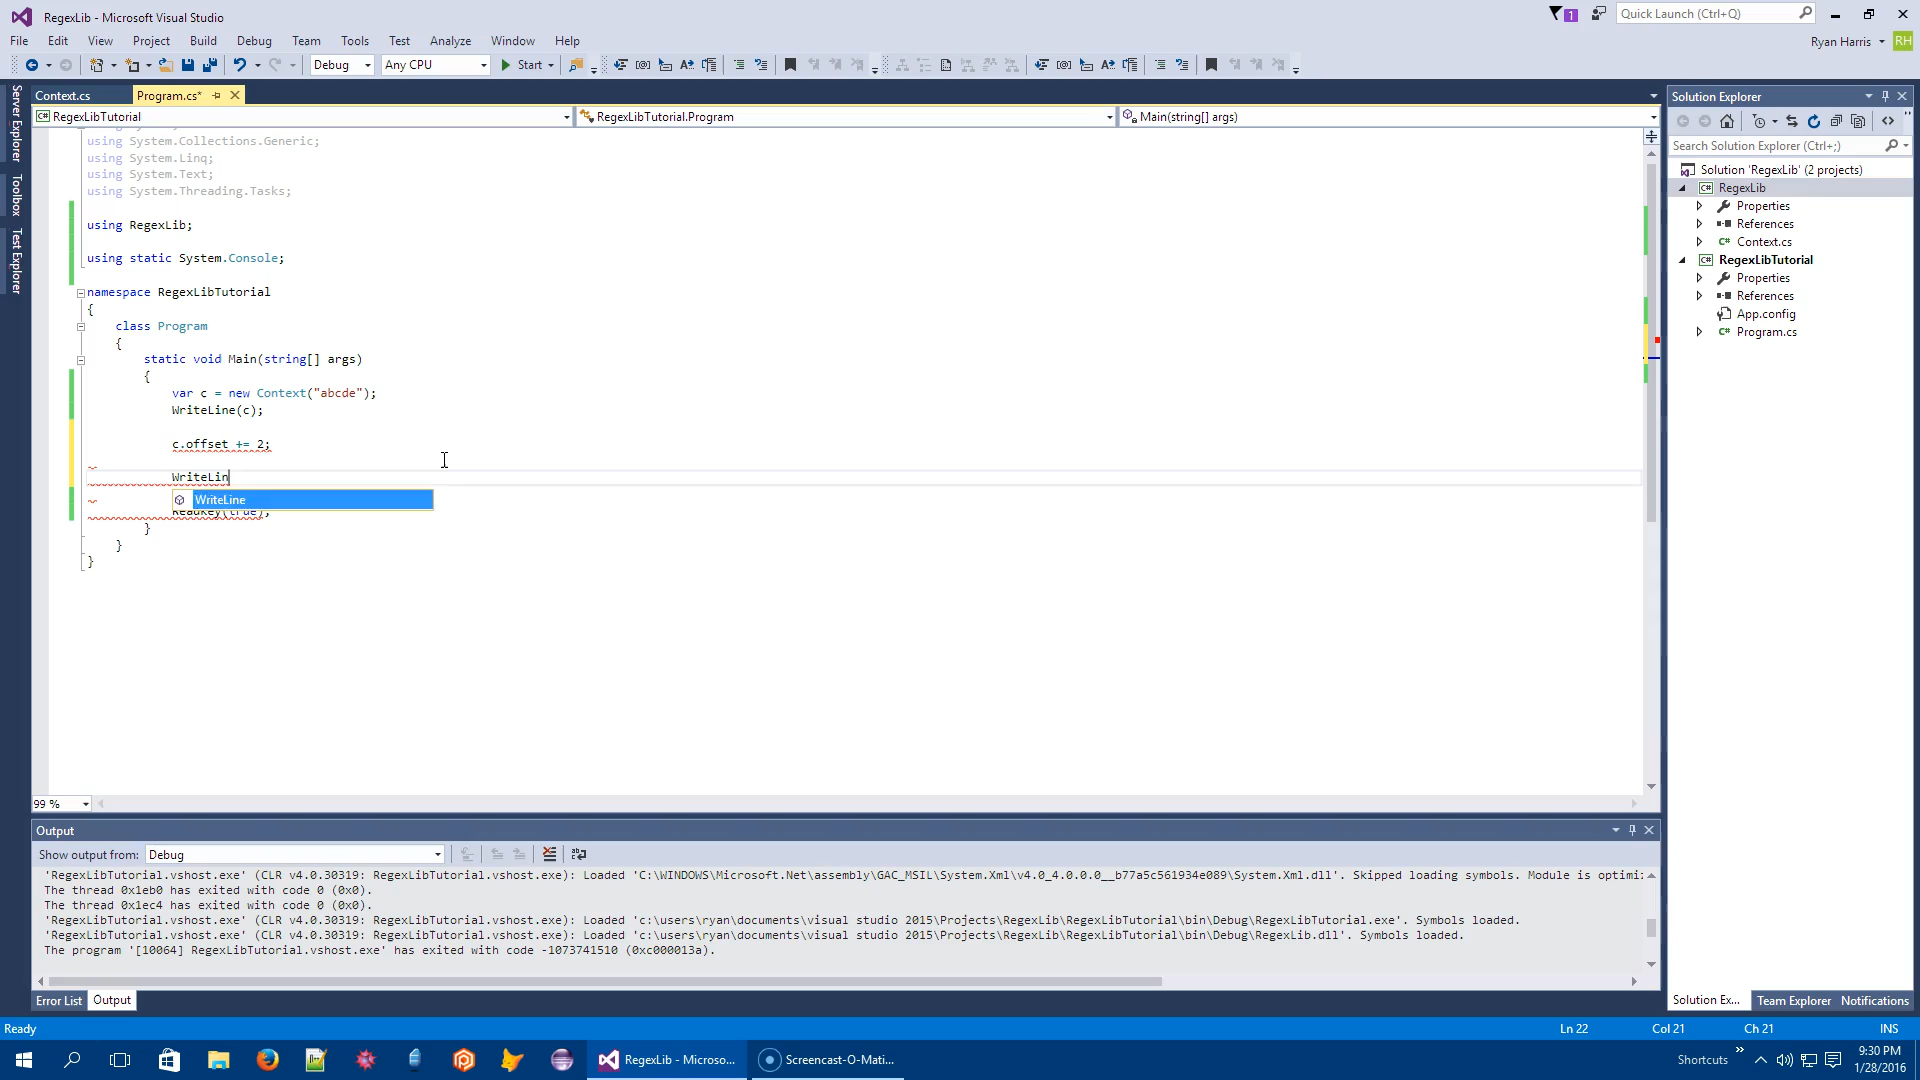 RegexLib - Microsoft Visual Studio
1
Quick Launch (Ctrl+Q)
File Edit View Project Build Debug Team Tools Test Analyze Window Help
Ryan Harris RH
Debug Any CPU Start
Server Explorer
Toolbox
Test Explorer
Context.cs Program.cs*
RegexLibTutorial RegexLibTutorial.Program Main(string[] args)
using System.Collections.Generic;
using System.Linq;
using System.Text;
using System.Threading.Tasks;
using RegexLib;
using static System.Console;
namespace RegexLibTutorial
{
class Program
{
static void Main(string[] args)
{
var c = new Context("abcde");
WriteLine(c);
c.offset += 2;
WriteLin
WriteLine
ReadKey(true);
}
}
}
99 %
Solution Explorer
Search Solution Explorer (Ctrl+;)
Solution 'RegexLib' (2 projects)
C# RegexLib
Properties
References
C# Context.cs
C# RegexLibTutorial
Properties
References
App.config
C# Program.cs
Output
Show output from: Debug
'RegexLibTutorial.vshost.exe' (CLR v4.0.30319: RegexLibTutorial.vshost.exe): Loaded 'C:\WINDOWS\Microsoft.Net\assembly\GAC_MSIL\System.Xml\v4.0_4.0.0.0__b77a5c561934e089\System.Xml.dll'. Skipped loading symbols. Module is optimi
The thread 0x1eb0 has exited with code 0 (0x0).
The thread 0x1ec4 has exited with code 0 (0x0).
'RegexLibTutorial.vshost.exe' (CLR v4.0.30319: RegexLibTutorial.vshost.exe): Loaded 'c:\users\ryan\documents\visual studio 2015\Projects\RegexLib\RegexLibTutorial\bin\Debug\RegexLibTutorial.exe'. Symbols loaded.
'RegexLibTutorial.vshost.exe' (CLR v4.0.30319: RegexLibTutorial.vshost.exe): Loaded 'c:\users\ryan\documents\visual studio 2015\Projects\RegexLib\RegexLibTutorial\bin\Debug\RegexLib.dll'. Symbols loaded.
The program '[10064] RegexLibTutorial.vshost.exe' has exited with code -1073741510 (0xc000013a).
Error List Output
Solution Ex... Team Explorer Notifications
Ready Ln 22 Col 21 Ch 21 INS
RegexLib - Microso... Screencast-O-Mati... Shortcuts
9:30 PM
1/28/2016